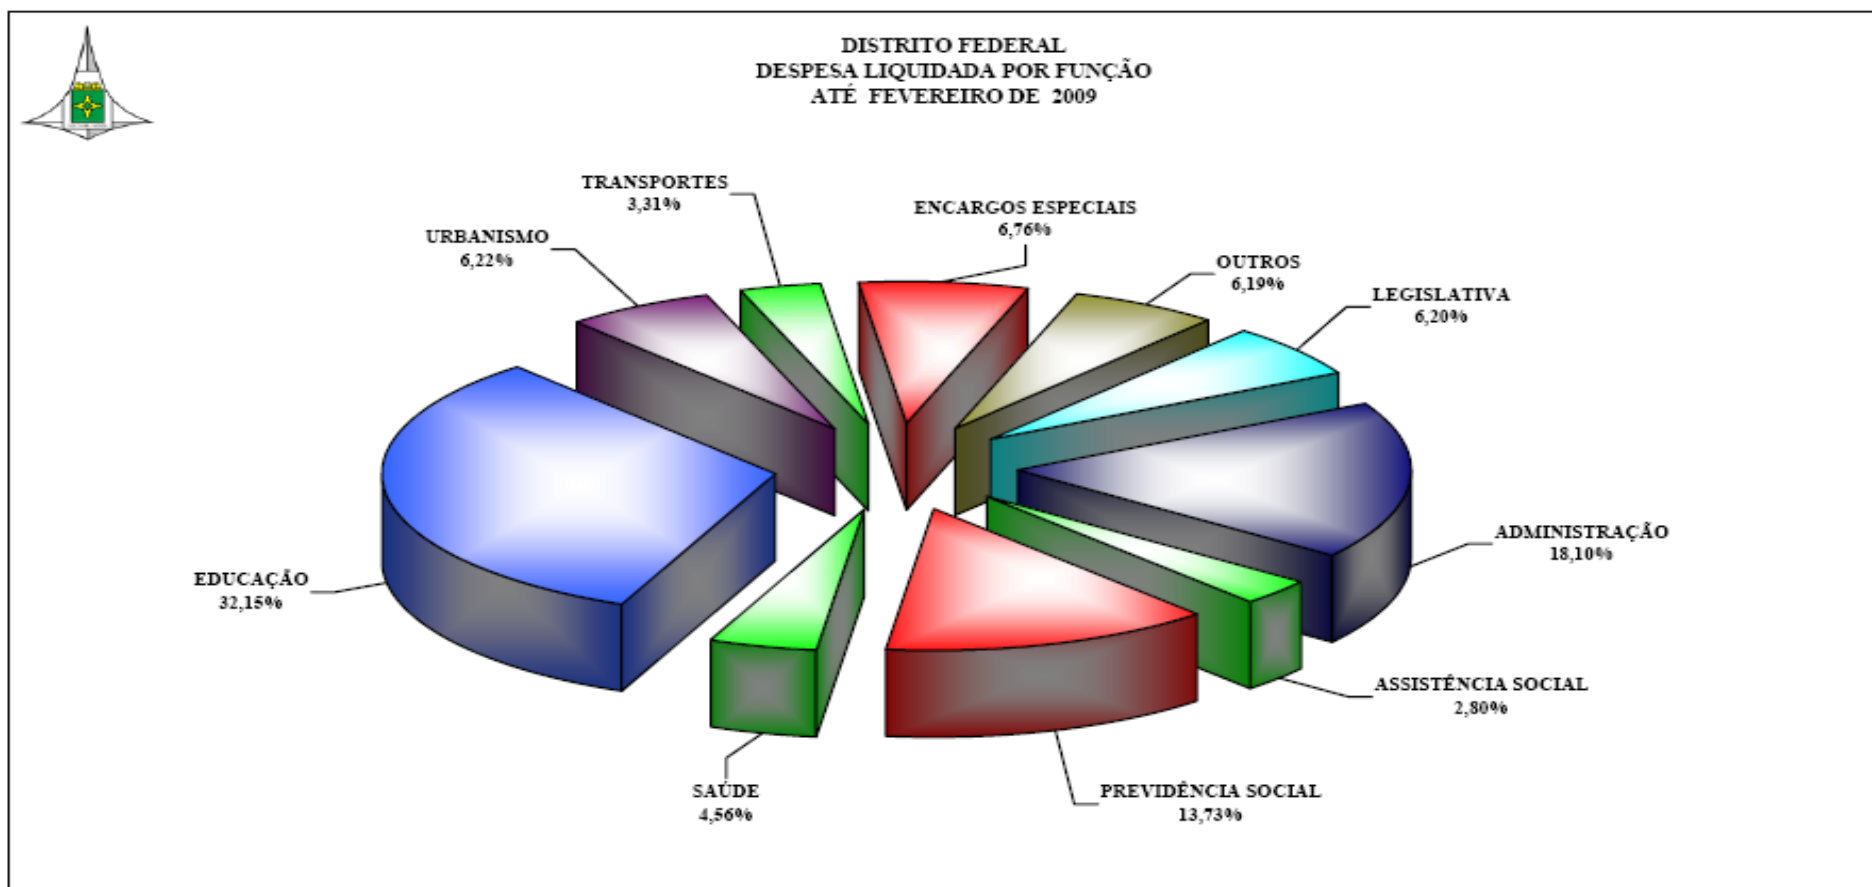 DISTRITO FEDERAL
DESPESA LIQUIDADA POR FUNÇÃO
ATÉ FEVEREIRO DE 2009
TRANSPORTES
3,31%
ENCARGOS ESPECIAIS
6,76%
URBANISMO
6,22%
OUTROS
6,19%
LEGISLATIVA
6,20%
ADMINISTRAÇÃO
18,10%
EDUCAÇÃO
32,15%
ASSISTÊNCIA SOCIAL
2,80%
SAÚDE
4,56%
PREVIDÊNCIA SOCIAL
13,73%